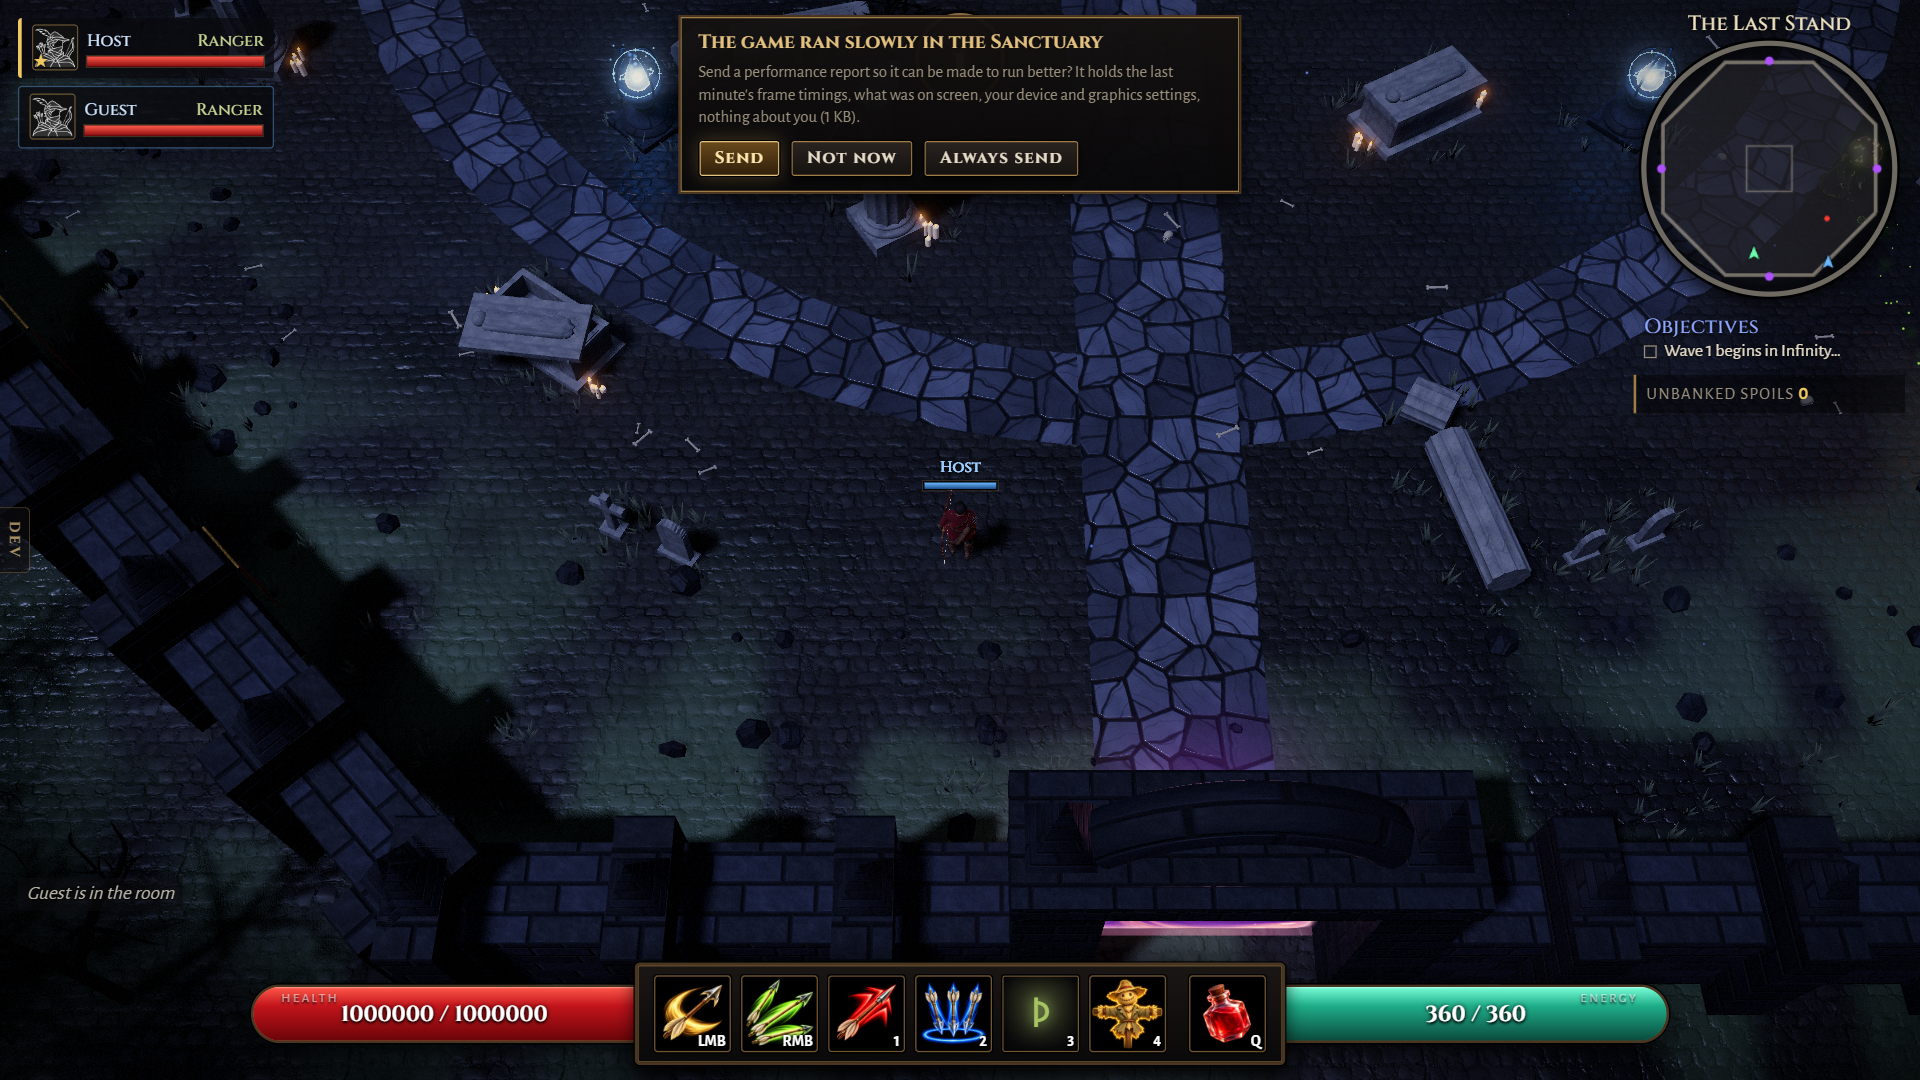 Host Ranger
Guest Ranger
The game ran slowly in the Sanctuary
Send a performance report so it can be made to run better? It holds the last
minute's frame timings, what was on screen, your device and graphics settings,
nothing about you (1 KB).
Send Not now Always send
The Last Stand
Objectives
Wave 1 begins in Infinity...
UNBANKED SPOILS 0
Host
DEV
Guest is in the room
HEALTH
1000000 / 1000000
LMB RMB 1 2 3 4 Q
ENERGY
360 / 360